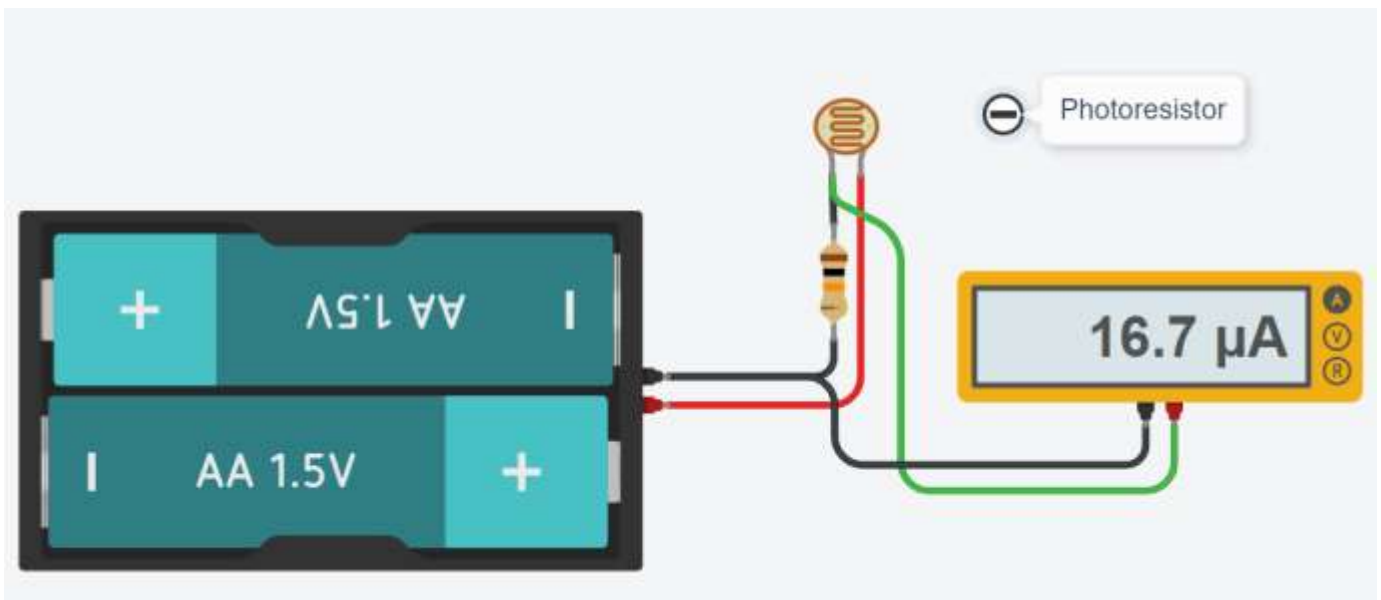 Photoresistor
+ AA 1.5V -
- AA 1.5V +
16.7 µA
A
V
R